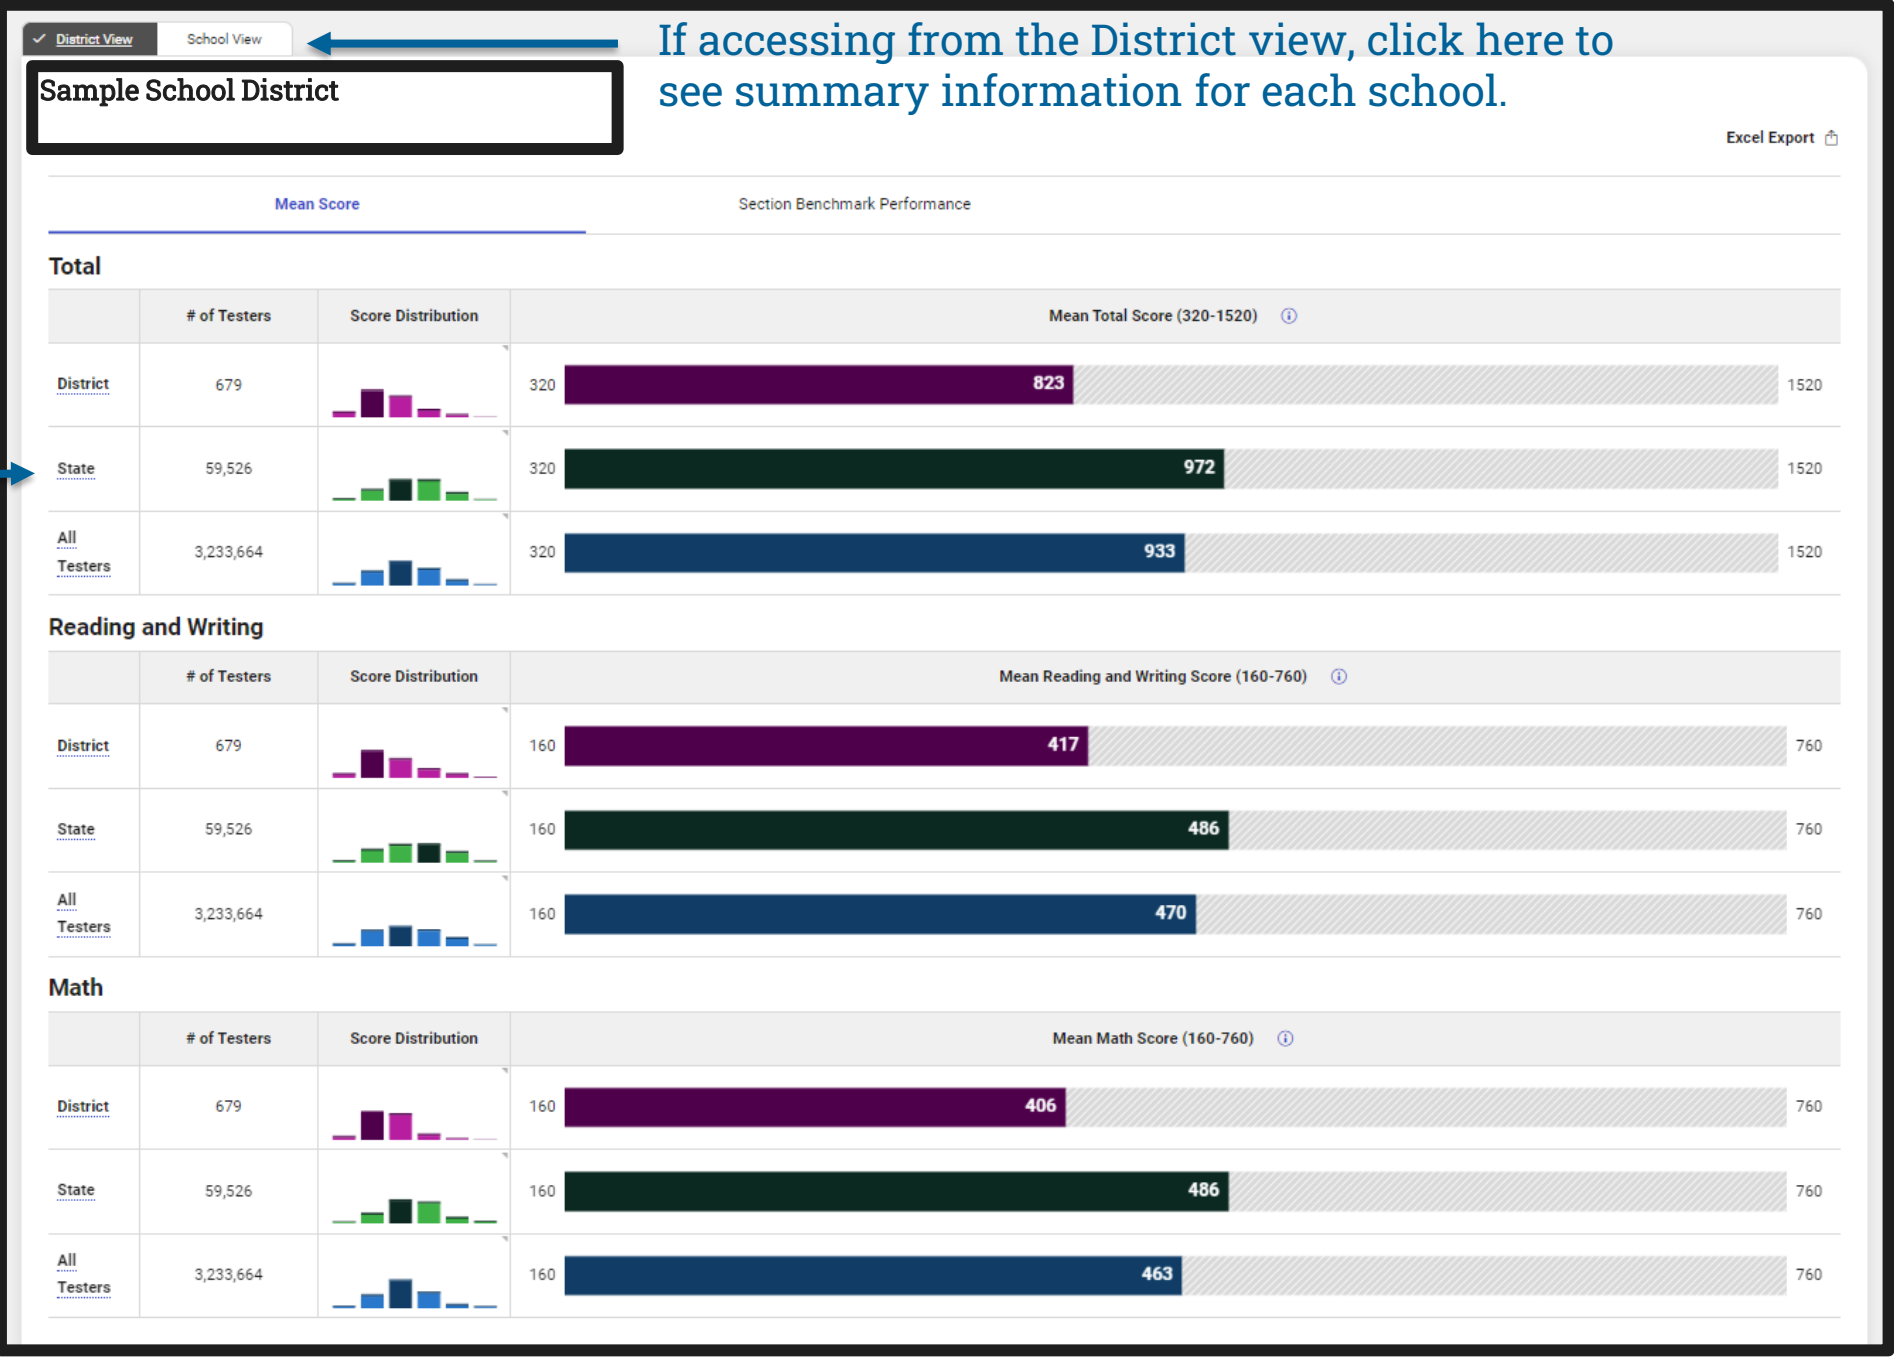 District View School View
If accessing from the District view, click here to
see summary information for each school.
Sample School District
Excel Export
Mean Score Section Benchmark Performance
Total
# of Testers Score Distribution Mean Total Score (320-1520)
District 679 320 823 1520
State 59,526 320 972 1520
All
Testers 3,233,664 320 933 1520
Reading and Writing
# of Testers Score Distribution Mean Reading and Writing Score (160-760)
District 679 160 417 760
State 59,526 160 486 760
All
Testers 3,233,664 160 470 760
Math
# of Testers Score Distribution Mean Math Score (160-760)
District 679 160 406 760
State 59,526 160 486 760
All
Testers 3,233,664 160 463 760